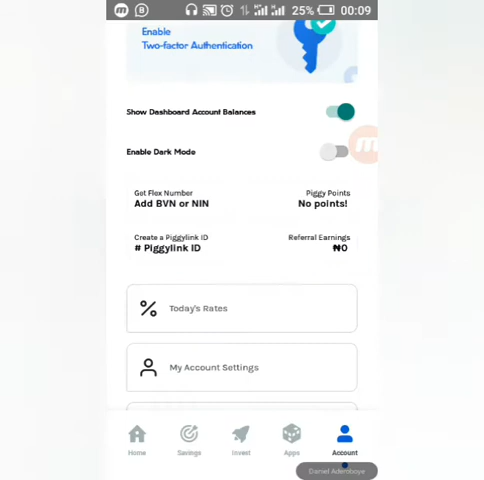 25% 00:09
Enable
Two-factor Authentication
Show Dashboard Account Balances
Enable Dark Mode
Get Flex Number
Add BVN or NIN
Piggy Points
No points!
Create a Piggylink ID
# Piggylink ID
Referral Earnings
₦0
Today's Rates
My Account Settings
Home
Savings
Invest
Apps
Account
Daniel Aderoboye